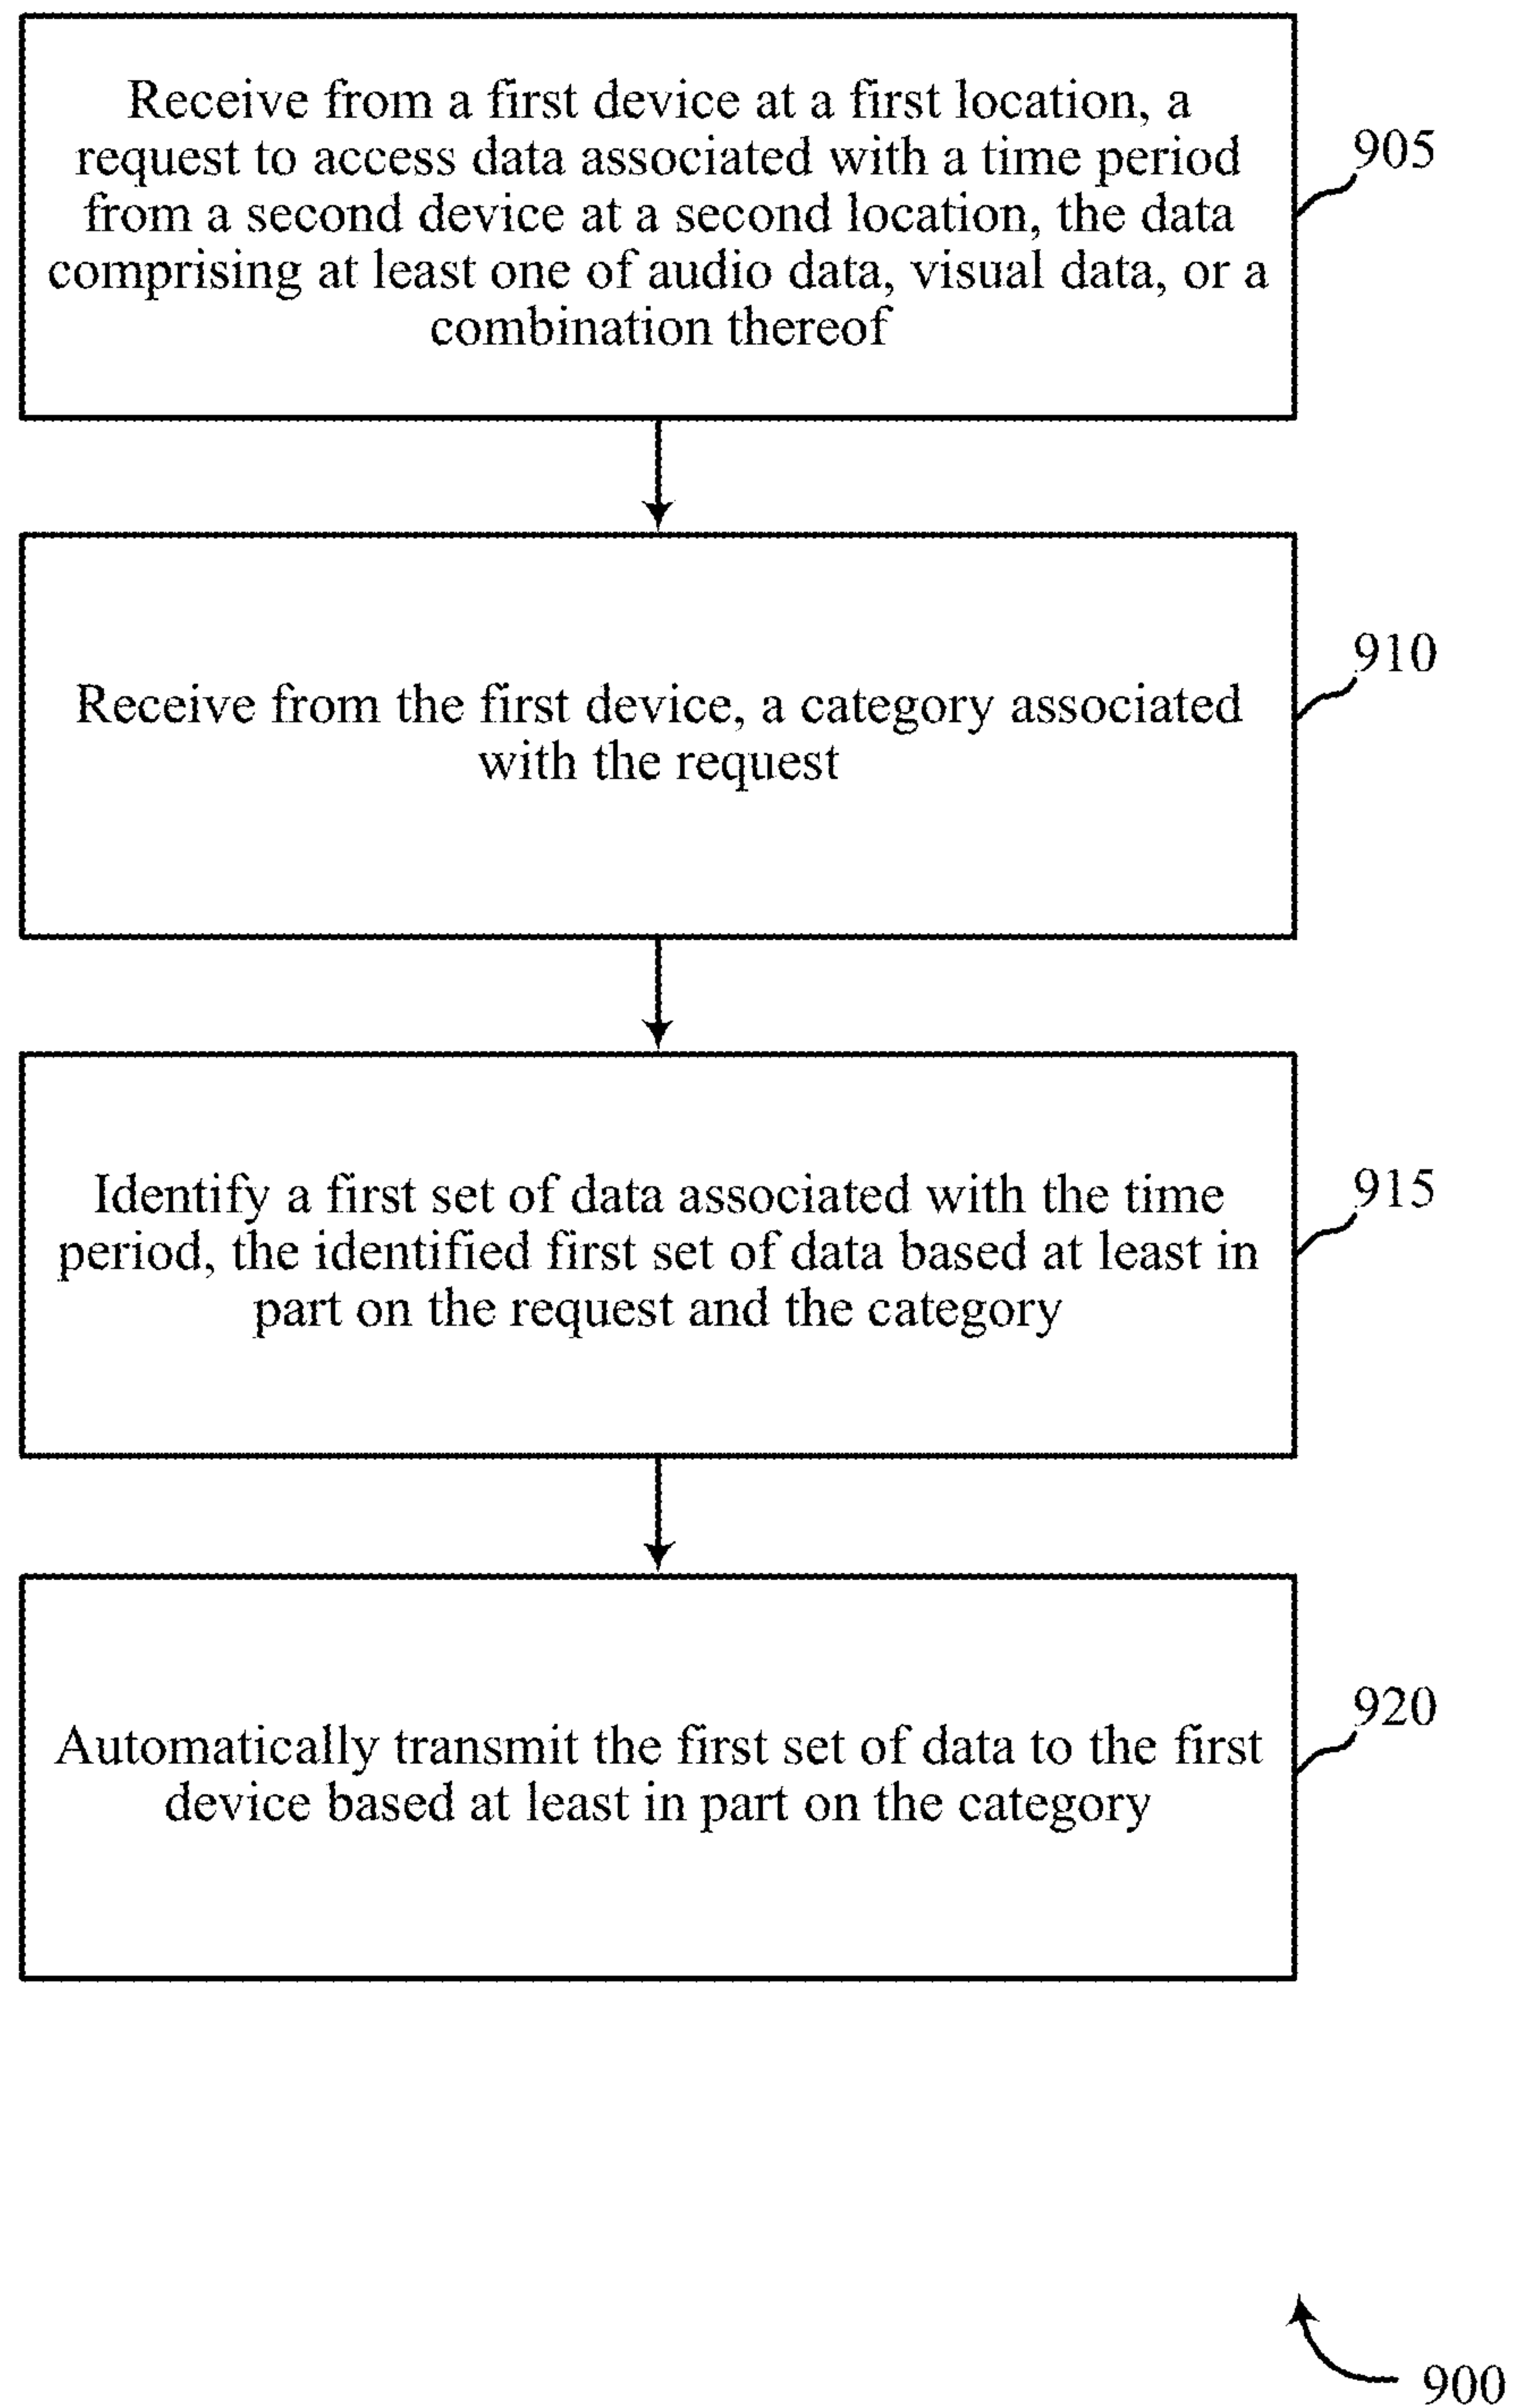 Receive from a first device at a first location, a
request to access data associated with a time period
from a second device at a second location, the data
comprising at least one of audio data, visual data, or a
combination thereof
905
Receive from the first device, a category associated
with the request
910
Identify a first set of data associated with the time
period, the identified first set of data based at least in
part on the request and the category
915
Automatically transmit the first set of data to the first
device based at least in part on the category
920
900